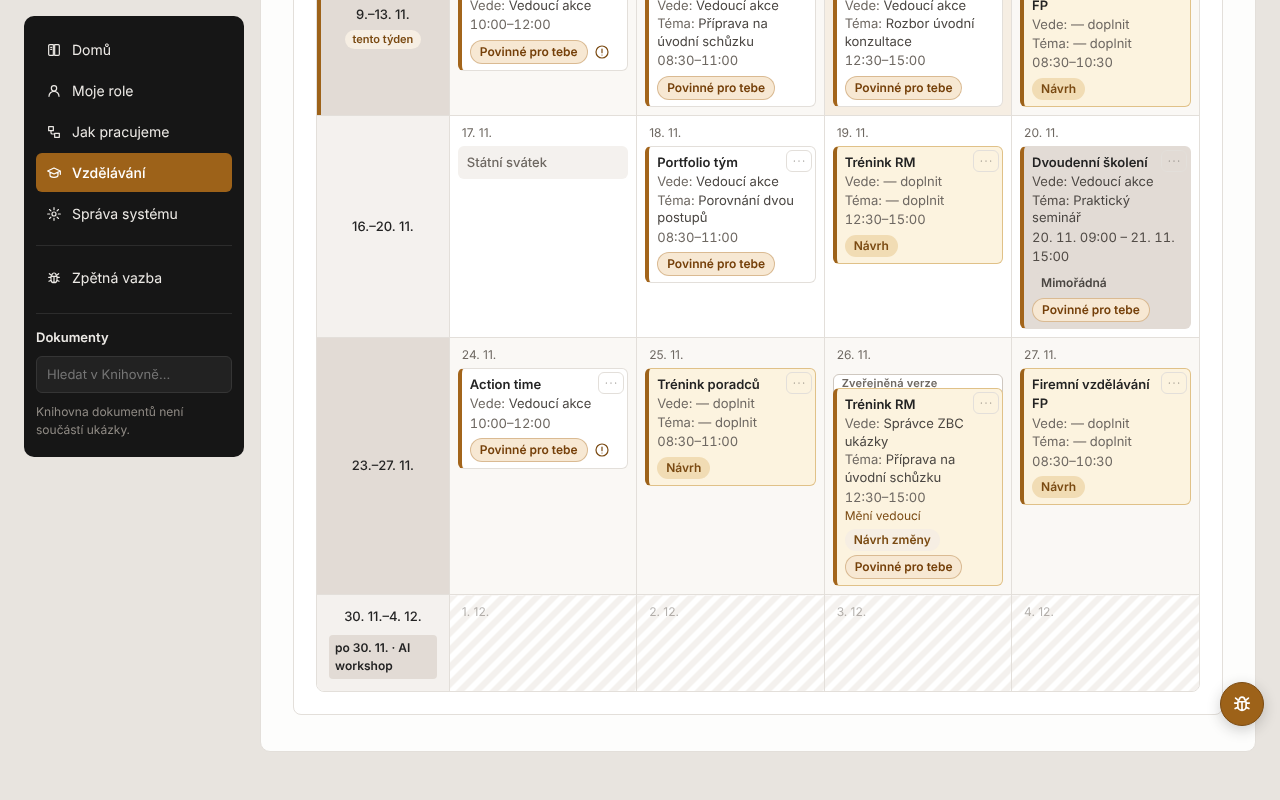 Domů
Moje role
Jak pracujeme
Vzdělávání
Správa systému
Zpětná vazba
Dokumenty
Hledat v Knihovně...
Knihovna dokumentů není
součástí ukázky.
9.–13. 11.
tento týden
Vede: Vedoucí akce
10:00–12:00
Povinné pro tebe
Vede: Vedoucí akce
Téma: Příprava na
úvodní schůzku
08:30–11:00
Povinné pro tebe
Vede: Vedoucí akce
Téma: Rozbor úvodní
konzultace
12:30–15:00
Povinné pro tebe
FP
Vede: — doplnit
Téma: — doplnit
08:30–10:30
Návrh
16.–20. 11.
17. 11.
Státní svátek
18. 11.
Portfolio tým
Vede: Vedoucí akce
Téma: Porovnání dvou
postupů
08:30–11:00
Povinné pro tebe
19. 11.
Trénink RM
Vede: — doplnit
Téma: — doplnit
12:30–15:00
Návrh
20. 11.
Dvoudenní školení
Vede: Vedoucí akce
Téma: Praktický
seminář
20. 11. 09:00 – 21. 11.
15:00
Mimořádná
Povinné pro tebe
23.–27. 11.
24. 11.
Action time
Vede: Vedoucí akce
10:00–12:00
Povinné pro tebe
25. 11.
Trénink poradců
Vede: — doplnit
Téma: — doplnit
08:30–11:00
Návrh
26. 11.
Zveřejněná verze
Trénink RM
Vede: Správce ZBC
ukázky
Téma: Příprava na
úvodní schůzku
12:30–15:00
Mění vedoucí
Návrh změny
Povinné pro tebe
27. 11.
Firemní vzdělávání
FP
Vede: — doplnit
Téma: — doplnit
08:30–10:30
Návrh
30. 11.–4. 12.
po 30. 11. · AI
workshop
1. 12.
2. 12.
3. 12.
4. 12.